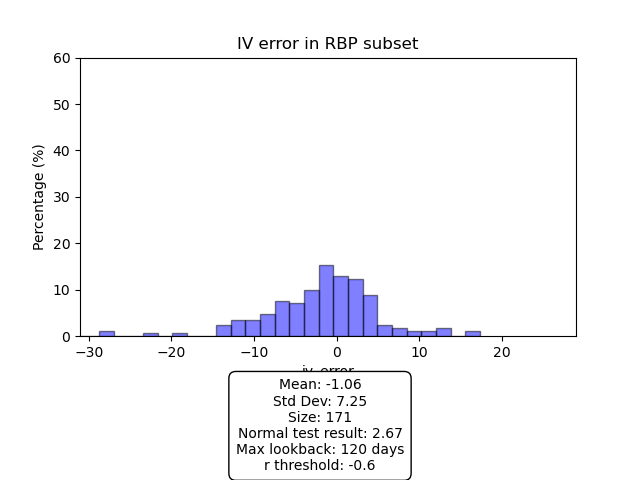 IV error in RBP subset
60
50
40
30
20
10
0
Percentage (%)
−30 −20 −10 0 10 20
iv_error
Mean: -1.06
Std Dev: 7.25
Size: 171
Normal test result: 2.67
Max lookback: 120 days
r threshold: -0.6